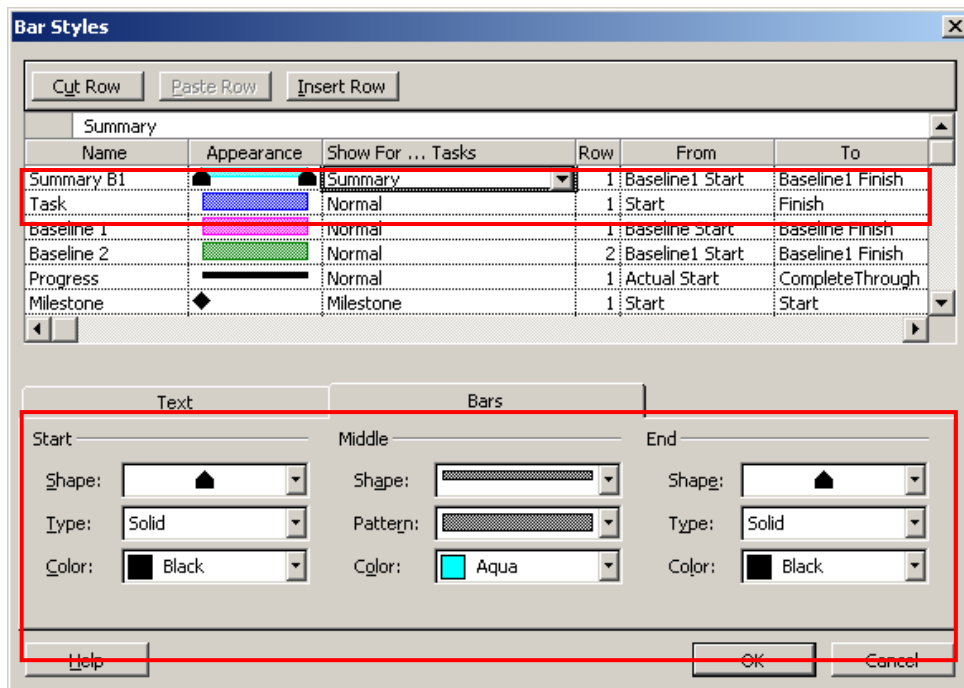 Bar Styles
Cut Row Paste Row Insert Row
Summary
Name Appearance Show For ... Tasks Row From To
Summary B1 Summary 1 Baseline1 Start Baseline1 Finish
Task Normal 1 Start Finish
Baseline 1 Normal 1 Baseline Start Baseline Finish
Baseline 2 Normal 2 Baseline1 Start Baseline1 Finish
Progress Normal 1 Actual Start CompleteThrough
Milestone Milestone 1 Start Start
Text Bars
Start Middle End
Shape: Shape: Shape:
Type: Solid Pattern: Type: Solid
Color: Black Color: Aqua Color: Black
Help OK Cancel